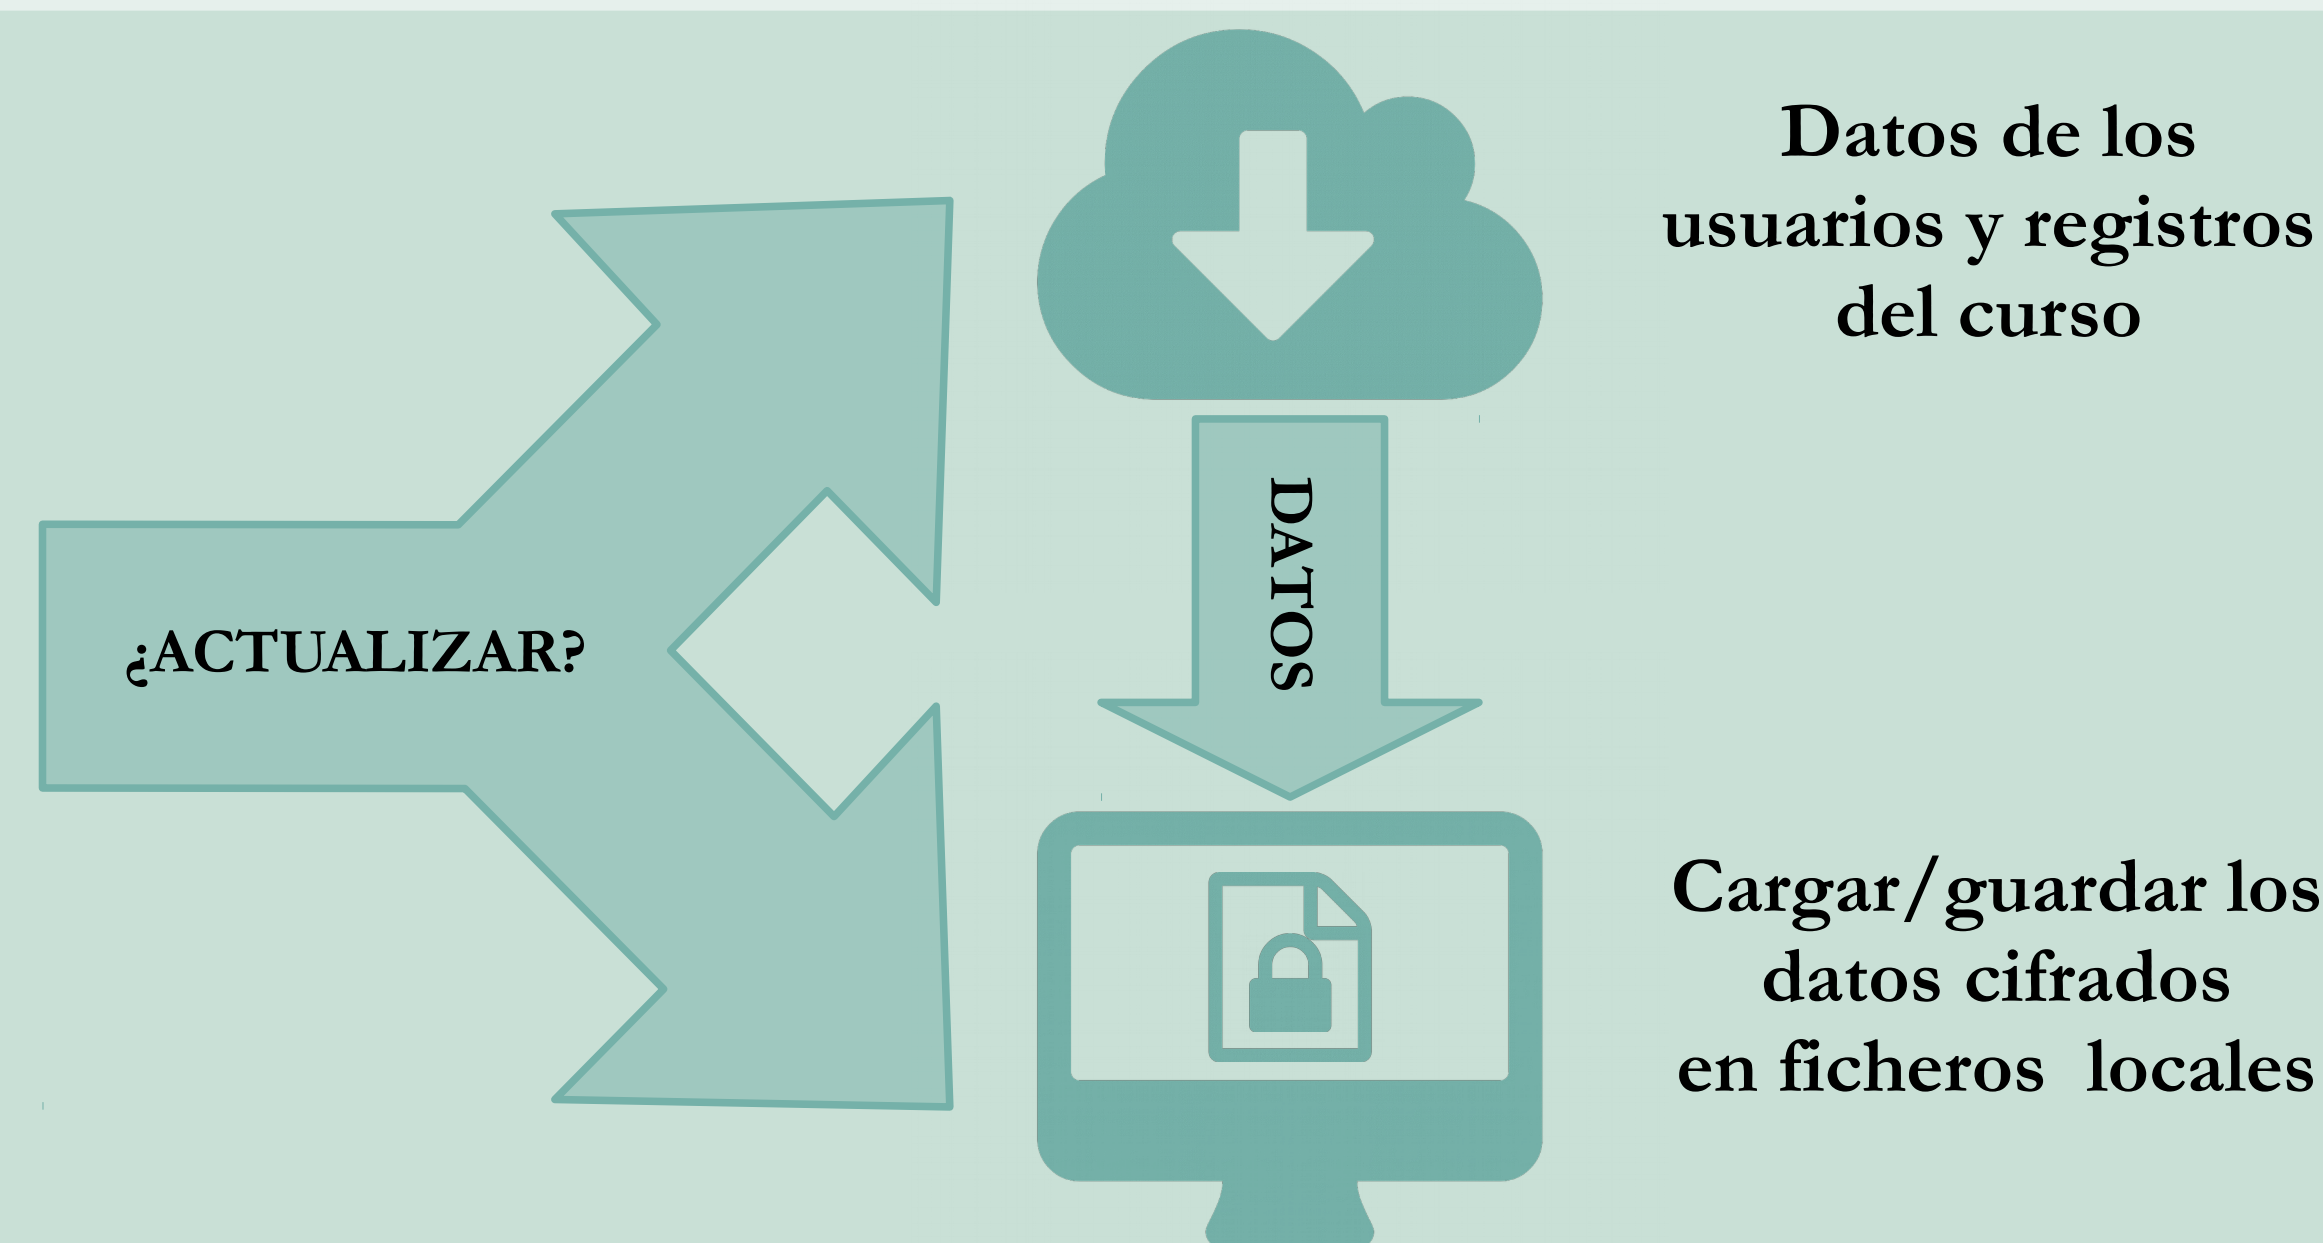 Datos de los
usuarios y registros
del curso
¿ACTUALIZAR?
DATOS
Cargar/guardar los
datos cifrados
en ficheros  locales